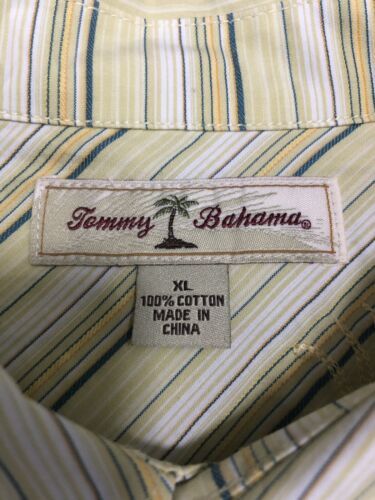 Tommy Bahama®
XL
100% COTTON
MADE IN
CHINA